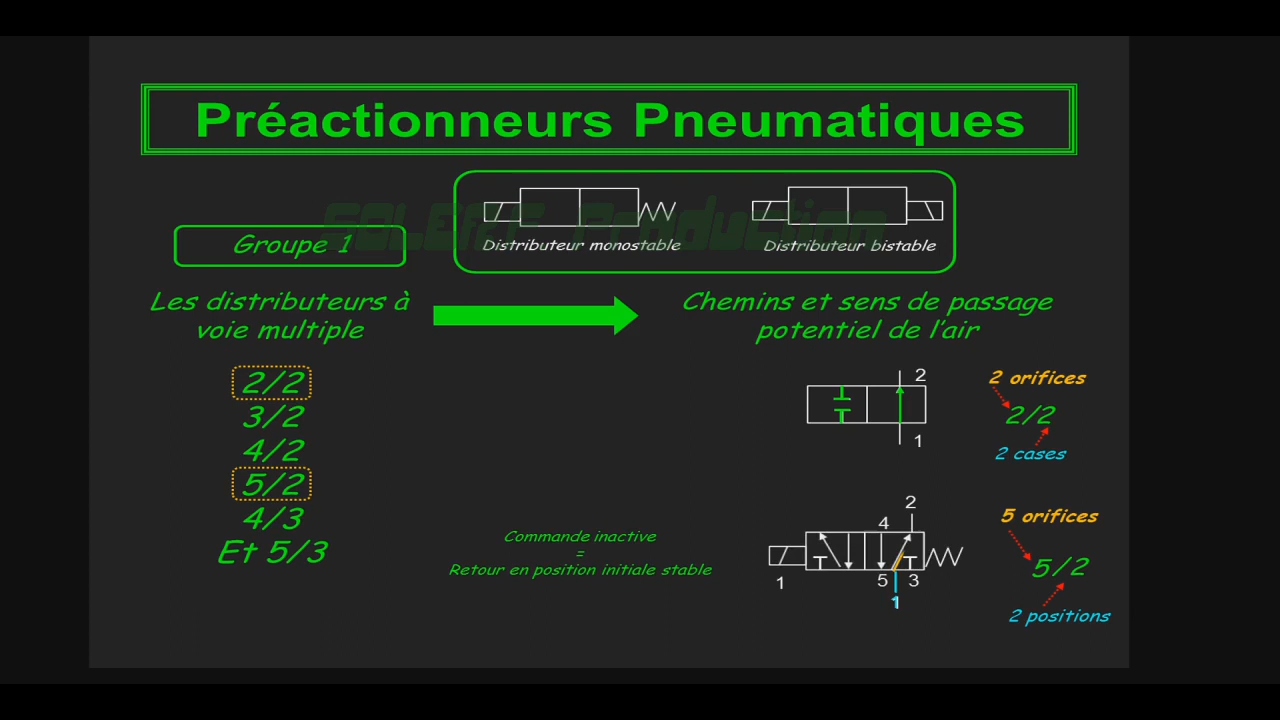 Préactionneurs Pneumatiques
SOLERT Production
Distributeur monostable
Distributeur bistable
Groupe 1
Les distributeurs à
voie multiple
Chemins et sens de passage
potentiel de l'air
2/2
3/2
4/2
5/2
4/3
Et 5/3
2
1
2 orifices
2/2
2 cases
Commande inactive
=
Retour en position initiale stable
2
4
1
5
3
1
5 orifices
5/2
2 positions